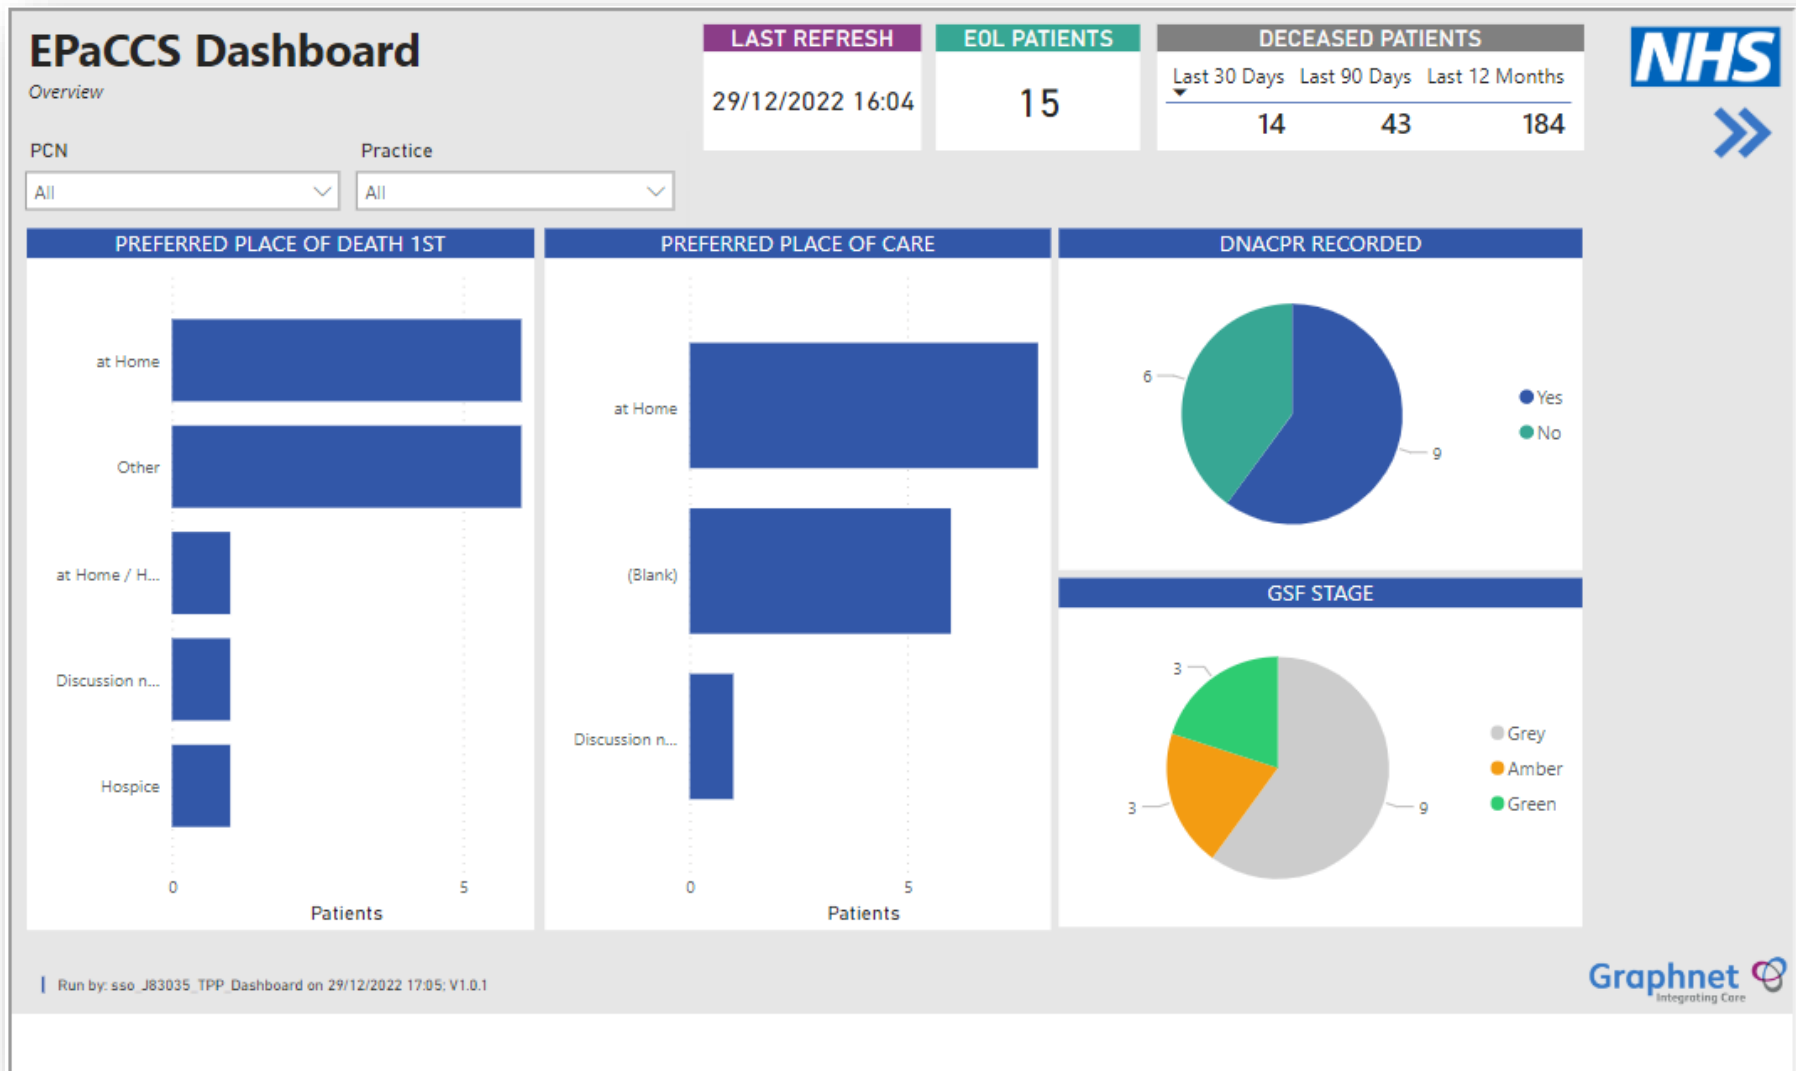 EPaCCS Dashboard
Overview
LAST REFRESH
29/12/2022 16:04
EOL PATIENTS
15
DECEASED PATIENTS
Last 30 Days Last 90 Days Last 12 Months
14 43 184
NHS
PCN
All
Practice
All
PREFERRED PLACE OF DEATH 1ST
at Home
Other
at Home / H...
Discussion n...
Hospice
0 5
Patients
PREFERRED PLACE OF CARE
at Home
(Blank)
Discussion n...
0 5
Patients
DNACPR RECORDED
6
9
Yes
No
GSF STAGE
3
3
9
Grey
Amber
Green
Run by: sso_J83035_TPP_Dashboard on 29/12/2022 17:05; V1.0.1
Graphnet
Integrating Care